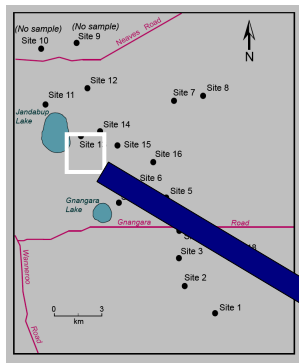 (No sample)
(No sample)
Site 9
Site 10
Neaves Road
N
Site 12
Site 8
Site 7
Site 11
Jandabup
Lake
Site 14
Site 15
Site 16
Site 6
Site 5
Gnangara
Lake
Gnangara Road
Site 3
Site 2
Site 1
Wanneroo
Road
0 3
km